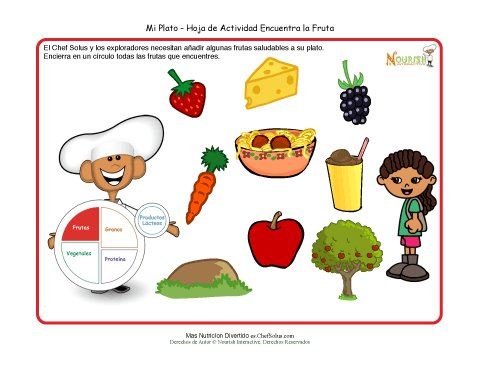 Mi Plato - Hoja de Actividad Encuentra la Fruta
El Chef Solus y los exploradores necesitan añadir algunas frutas saludables a su plato.
Encierra en un círculo todas las frutas que encuentres.
Nourish
Productos
Lácteos
Frutas
Granos
Vegetales
Proteína
Mas Nutricion Divertido es.ChefSolus.com
Derechos de Autor © Nourish Interactive, Derechos Reservados